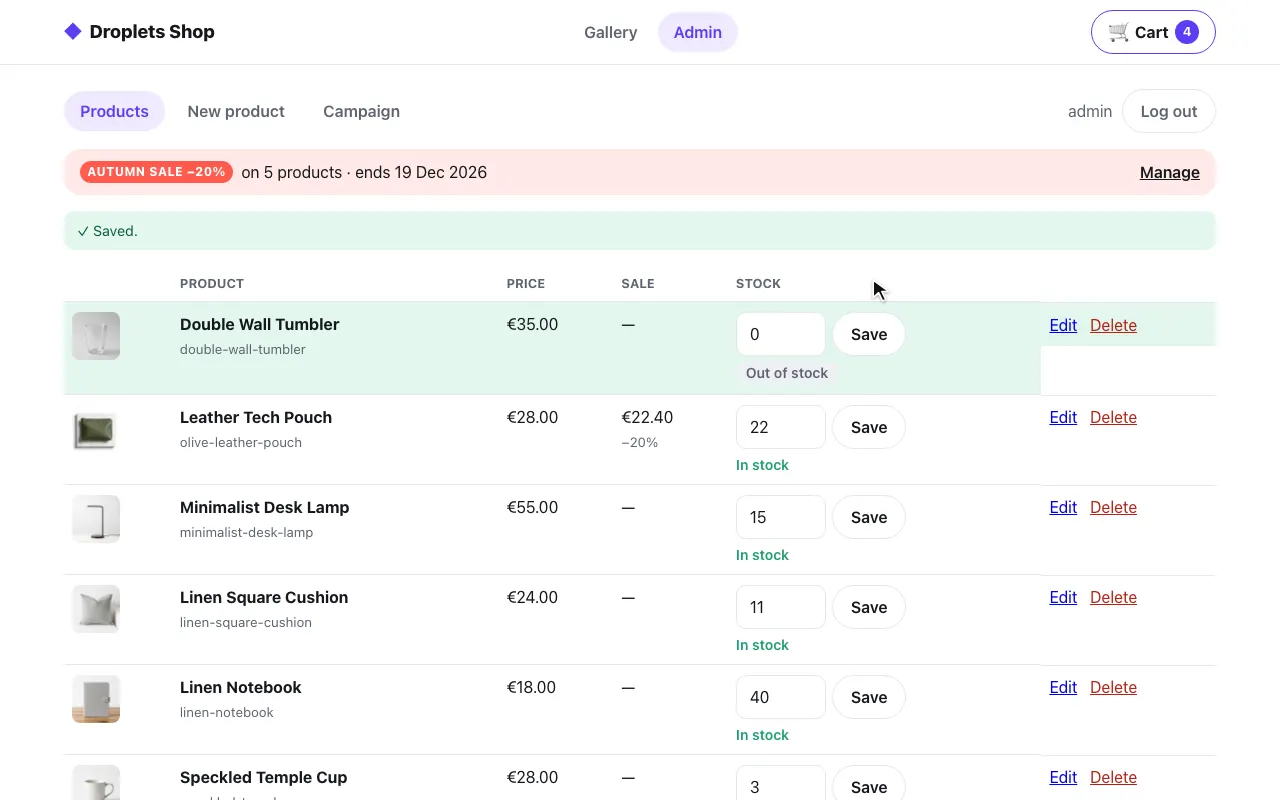 Droplets Shop
Gallery
Admin
Cart 4
Products
New product
Campaign
admin
Log out
AUTUMN SALE −20% on 5 products · ends 19 Dec 2026
Manage
✓ Saved.
PRODUCT PRICE SALE STOCK
Double Wall Tumbler €35.00 — 0 Save Edit Delete
double-wall-tumbler
Out of stock
Leather Tech Pouch €28.00 €22.40 22 Save Edit Delete
olive-leather-pouch −20%
In stock
Minimalist Desk Lamp €55.00 — 15 Save Edit Delete
minimalist-desk-lamp
In stock
Linen Square Cushion €24.00 — 11 Save Edit Delete
linen-square-cushion
In stock
Linen Notebook €18.00 — 40 Save Edit Delete
linen-notebook
In stock
Speckled Temple Cup €28.00 — 3 Save Edit Delete